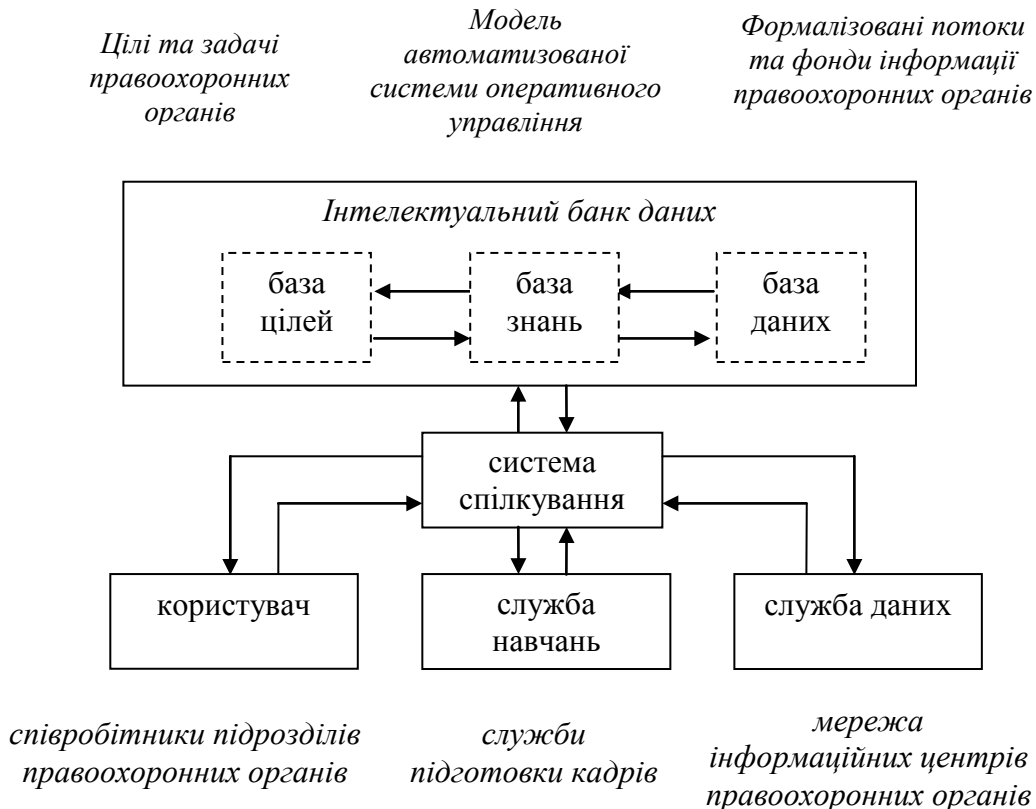 Цілі та задачі
правоохоронних
органів
Модель
автоматизованої
системи оперативного
управління
Формалізовані потоки
та фонди інформації
правоохоронних органів
Інтелектуальний банк даних
база
цілей
база
знань
база
даних
система
спілкування
користувач
служба
навчань
служба даних
співробітники підрозділів
правоохоронних органів
служби
підготовки кадрів
мережа
інформаційних центрів
правоохоронних органів